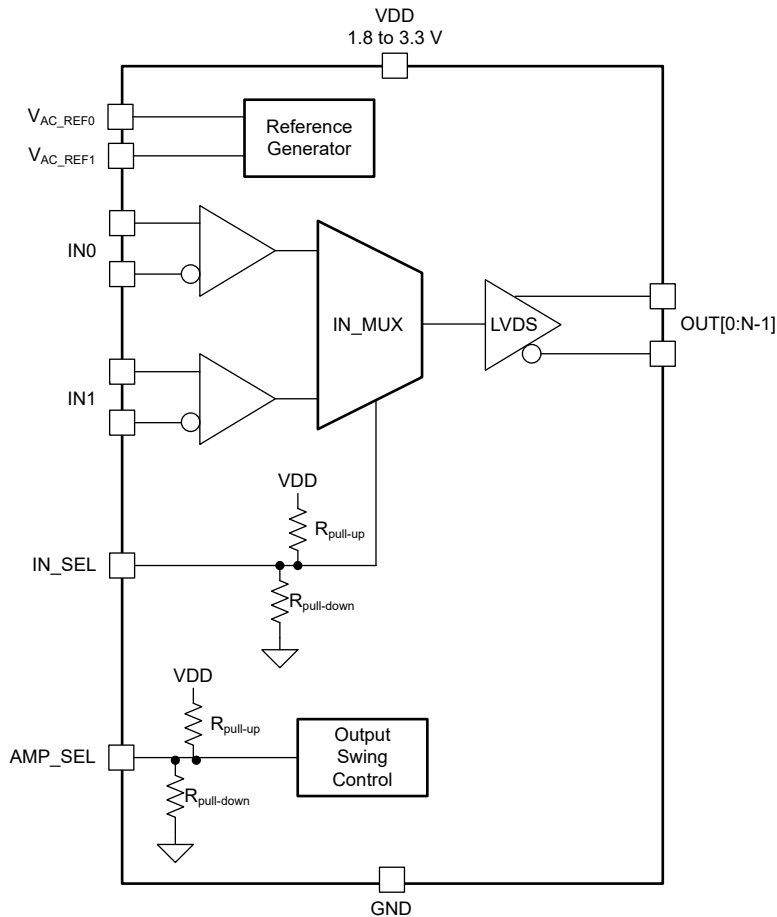 VDD
1.8 to 3.3 V
VAC_REF0
Reference
Generator
VAC_REF1
IN0
IN_MUX
LVDS
OUT[0:N-1]
IN1
VDD
Rpull-up
IN_SEL
Rpull-down
VDD
Rpull-up
AMP_SEL
Output
Swing
Control
Rpull-down
GND